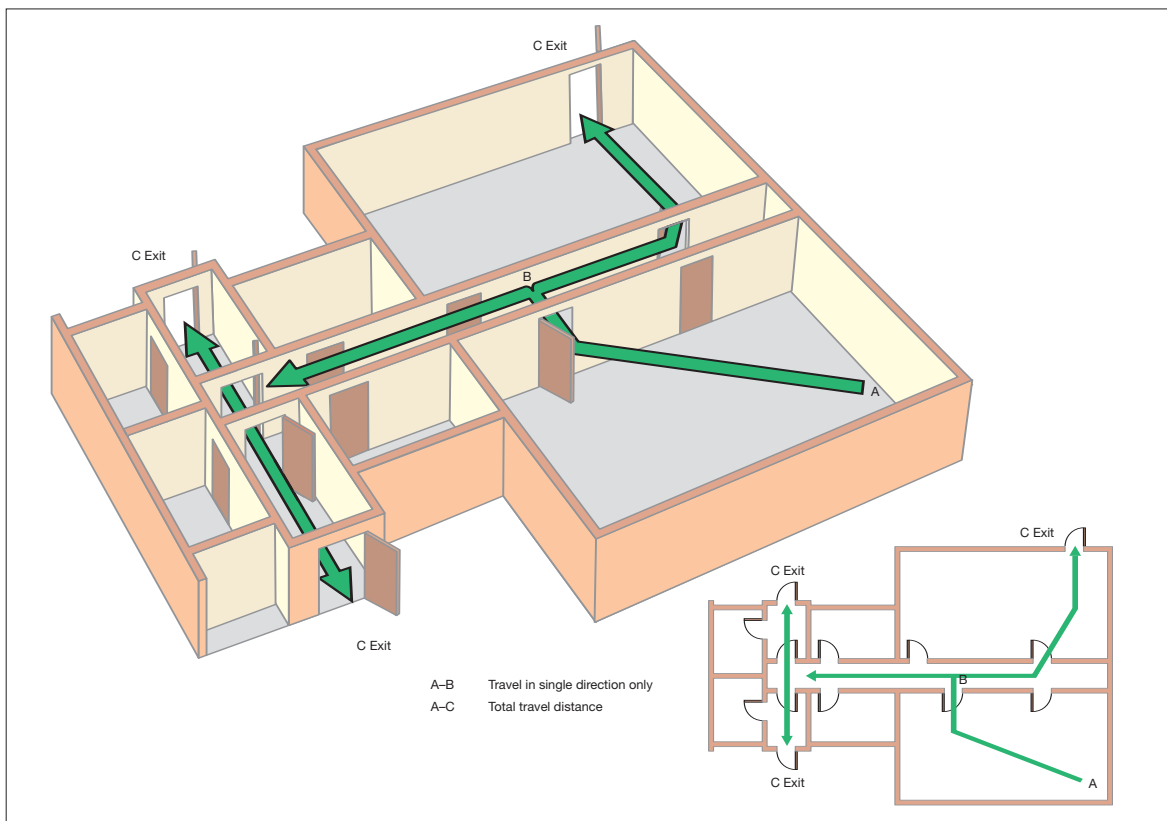 C Exit
C Exit
B
A
C Exit
A–B Travel in single direction only
A–C Total travel distance
C Exit
C Exit
B
A
C Exit